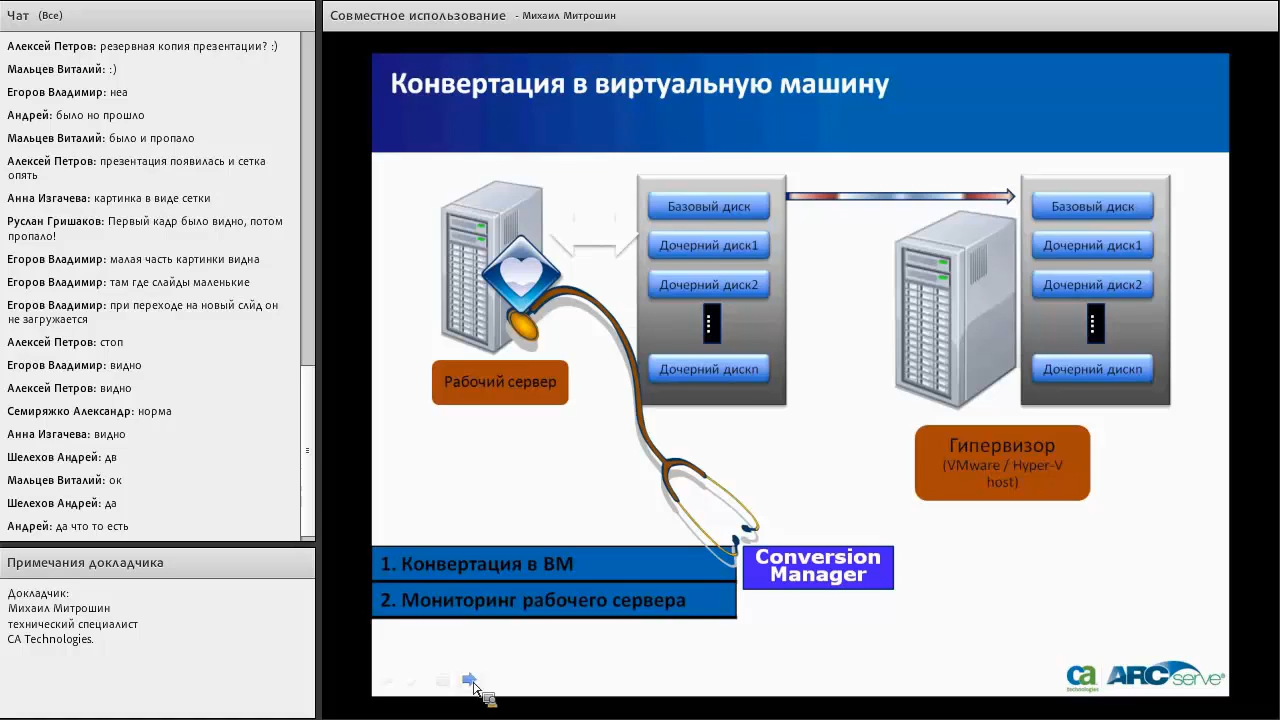 Чат (Все)
Алексей Петров: резервная копия презентации? :)
Мальцев Виталий: :)
Егоров Владимир: неа
Андрей: было но прошло
Мальцев Виталий: было и пропало
Алексей Петров: презентация появилась и сетка
опять
Анна Изгачева: картинка в виде сетки
Руслан Гришаков: Первый кадр было видно, потом
пропало!
Егоров Владимир: малая часть картинки видна
Егоров Владимир: там где слайды маленькие
Егоров Владимир: при переходе на новый слйд он
не загружается
Алексей Петров: стоп
Егоров Владимир: видно
Алексей Петров: видно
Семиряжко Александр: норма
Анна Изгачева: видно
Шелехов Андрей: дв
Мальцев Виталий: ок
Шелехов Андрей: да
Андрей: да что то есть
Примечания докладчика
Докладчик:
Михаил Митрошин
технический специалист
CA Technologies.
Совместное использование - Михаил Митрошин
Конвертация в виртуальную машину
Базовый диск
Дочерний диск1
Дочерний диск2
Дочерний дискn
Рабочий сервер
Базовый диск
Дочерний диск1
Дочерний диск2
Дочерний дискn
Гипервизор
(VMware / Hyper-V
host)
1. Конвертация в ВМ
2. Мониторинг рабочего сервера
Conversion
Manager
ca
technologies
ARCserve®